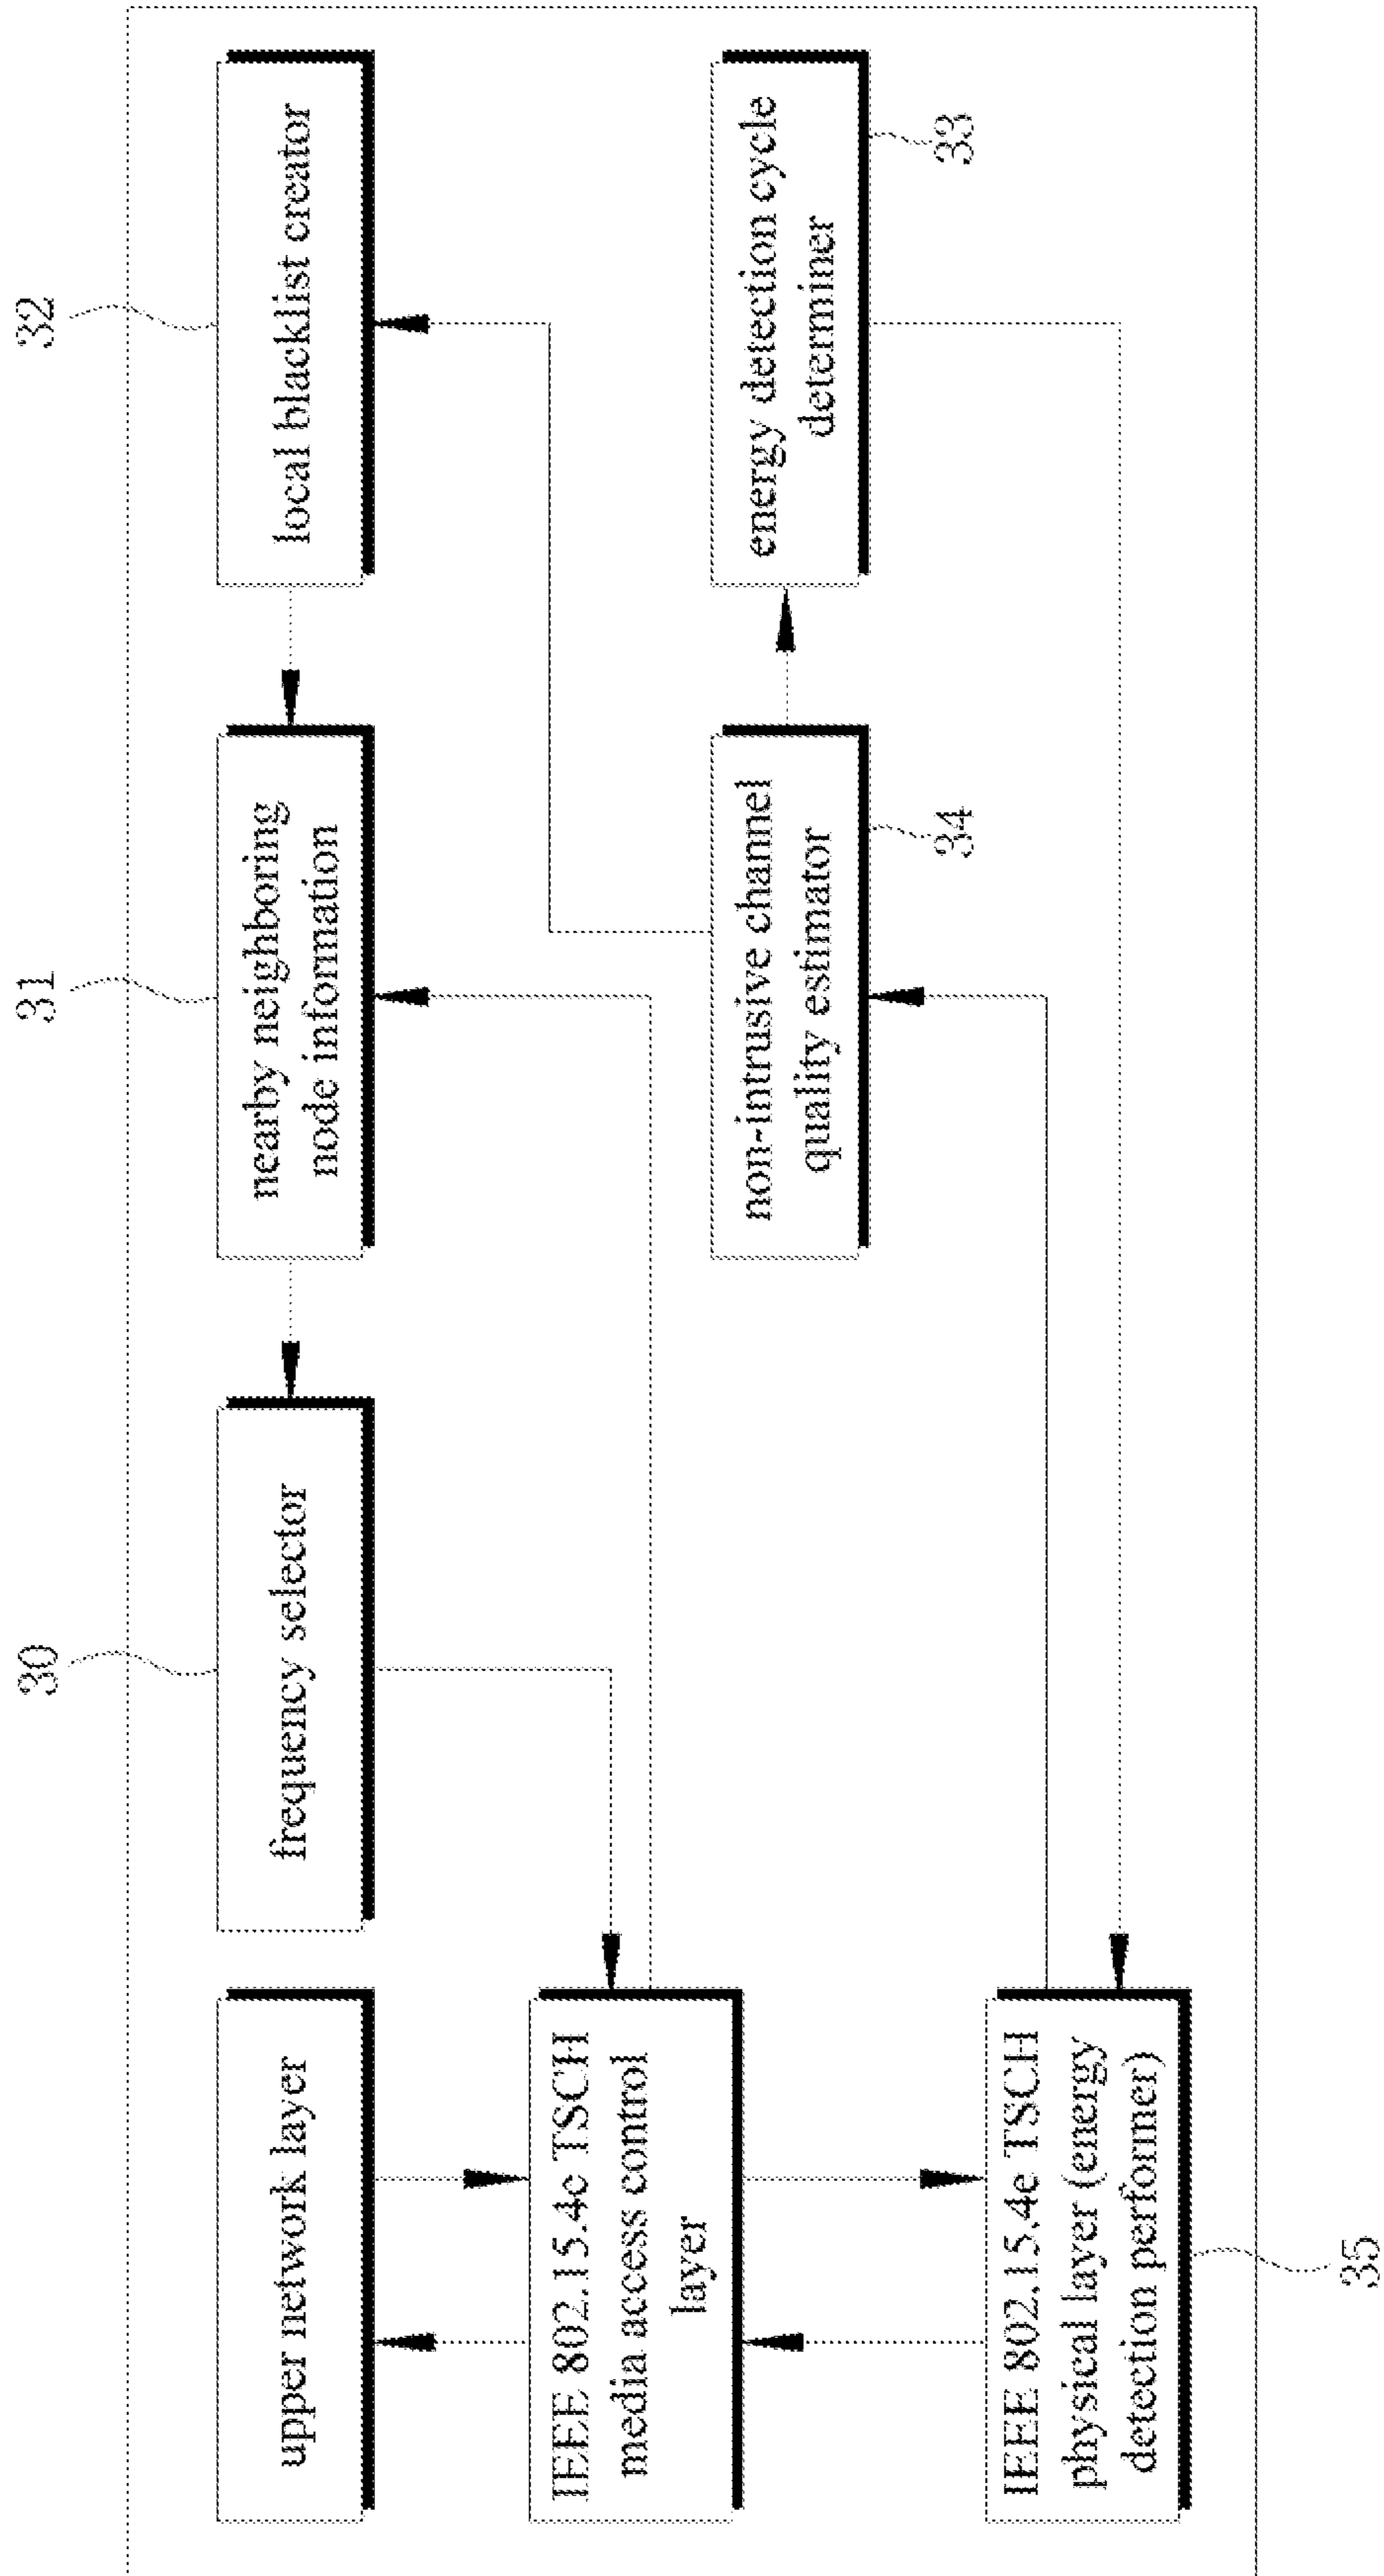 30
31
32
upper network layer
frequency selector
nearby neighboring
node information
local blacklist creator
IEEE 802.15.4e TSCH
media access control
layer
non-intrusive channel
quality estimator
34
energy detection cycle
determiner
33
IEEE 802.15.4e TSCH
physical layer (energy
detection performer)
35